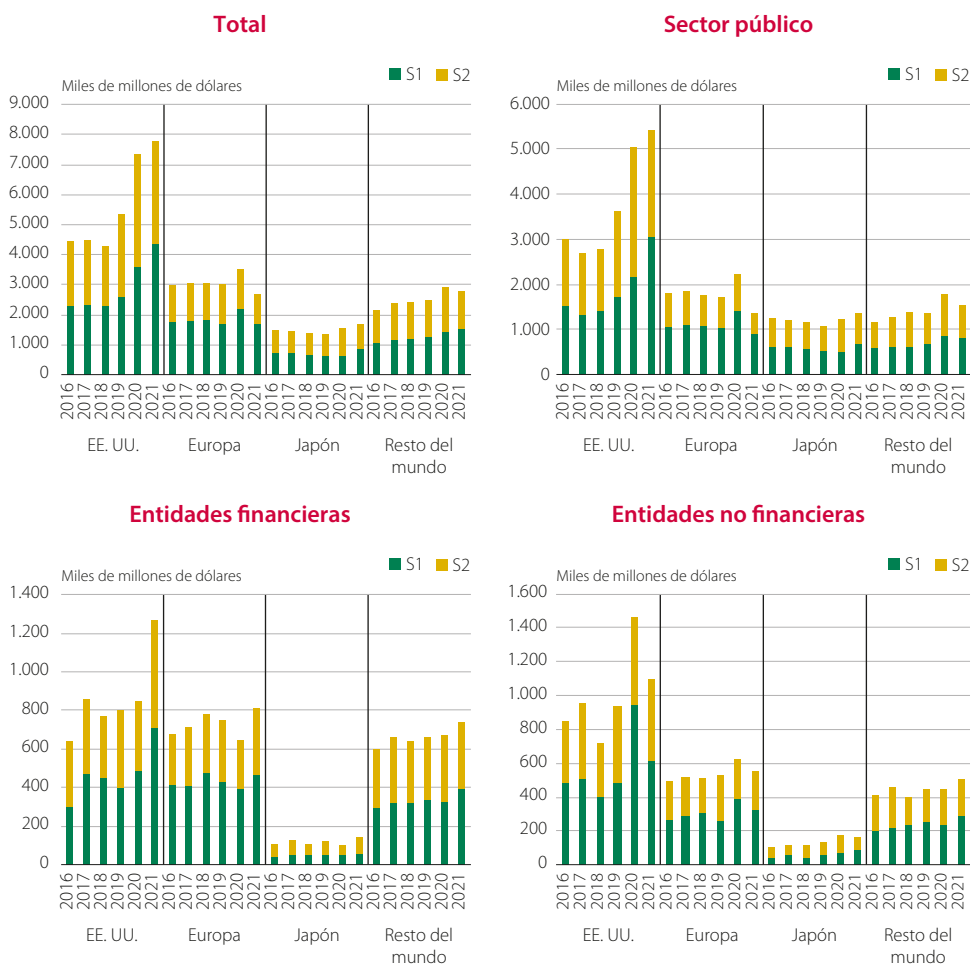 Total
Miles de millones de dólares
S1 S2
9.000
8.000
7.000
6.000
5.000
4.000
3.000
2.000
1.000
0
2016 2017 2018 2019 2020 2021 2016 2017 2018 2019 2020 2021 2016 2017 2018 2019 2020 2021 2016 2017 2018 2019 2020 2021
EE. UU. Europa Japón Resto del
mundo
Sector público
Miles de millones de dólares
S1 S2
6.000
5.000
4.000
3.000
2.000
1.000
0
2016 2017 2018 2019 2020 2021 2016 2017 2018 2019 2020 2021 2016 2017 2018 2019 2020 2021 2016 2017 2018 2019 2020 2021
EE. UU. Europa Japón Resto del
mundo
Entidades financieras
Miles de millones de dólares
S1 S2
1.400
1.200
1.000
800
600
400
200
0
2016 2017 2018 2019 2020 2021 2016 2017 2018 2019 2020 2021 2016 2017 2018 2019 2020 2021 2016 2017 2018 2019 2020 2021
EE. UU. Europa Japón Resto del
mundo
Entidades no financieras
Miles de millones de dólares
S1 S2
1.600
1.400
1.200
1.000
800
600
400
200
0
2016 2017 2018 2019 2020 2021 2016 2017 2018 2019 2020 2021 2016 2017 2018 2019 2020 2021 2016 2017 2018 2019 2020 2021
EE. UU. Europa Japón Resto del
mundo